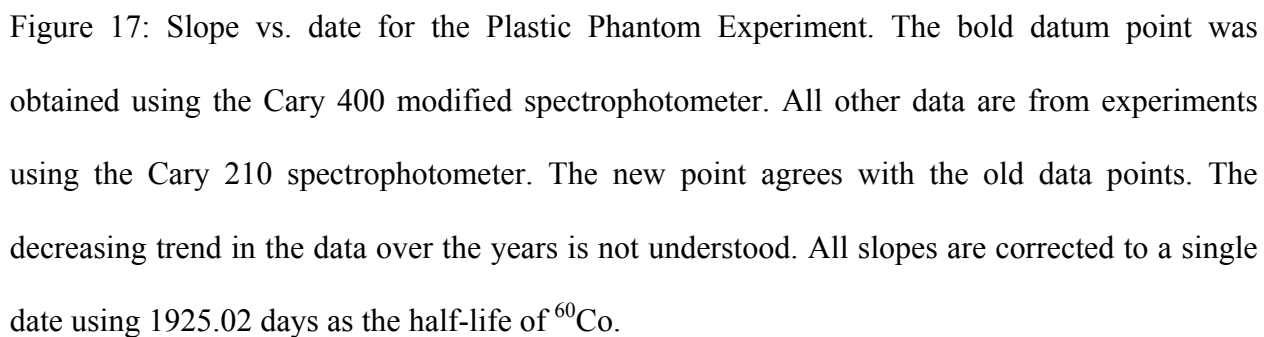 Figure 17: Slope vs. date for the Plastic Phantom Experiment. The bold datum point was
obtained using the Cary 400 modified spectrophotometer. All other data are from experiments
using the Cary 210 spectrophotometer. The new point agrees with the old data points. The
decreasing trend in the data over the years is not understood. All slopes are corrected to a single
date using 1925.02 days as the half-life of ⁶⁰Co.